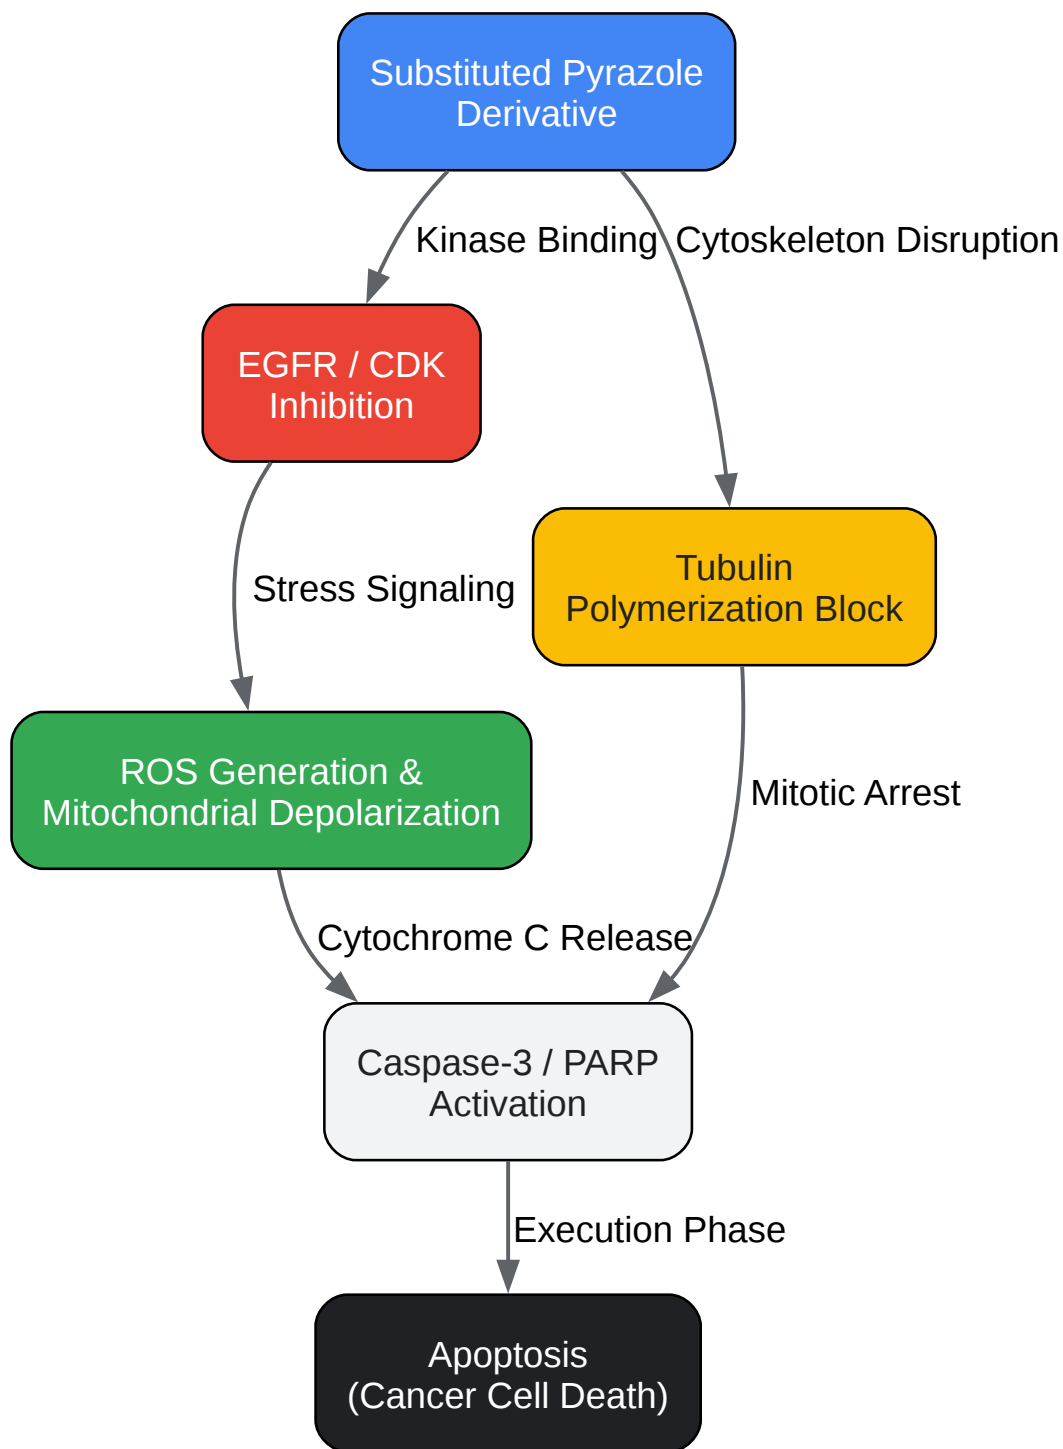 Substituted Pyrazole
Derivative
Kinase Binding
Cytoskeleton Disruption
EGFR / CDK
Inhibition
Tubulin
Polymerization Block
Stress Signaling
ROS Generation &
Mitochondrial Depolarization
Mitotic Arrest
Cytochrome C Release
Caspase-3 / PARP
Activation
Execution Phase
Apoptosis
(Cancer Cell Death)